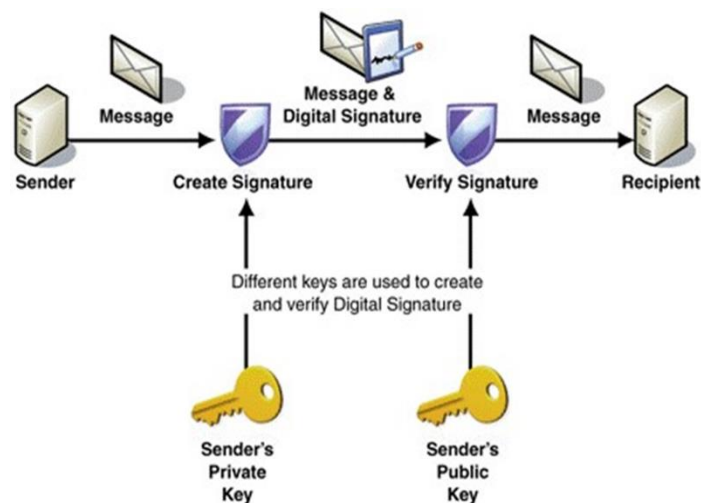 Message &
Message
Digital Signature
Message
Sender
Create Signature
Verify Signature
Recipient
Different keys are used to create
and verify Digital Signature
Sender's
Private
Key
Sender's
Public
Key